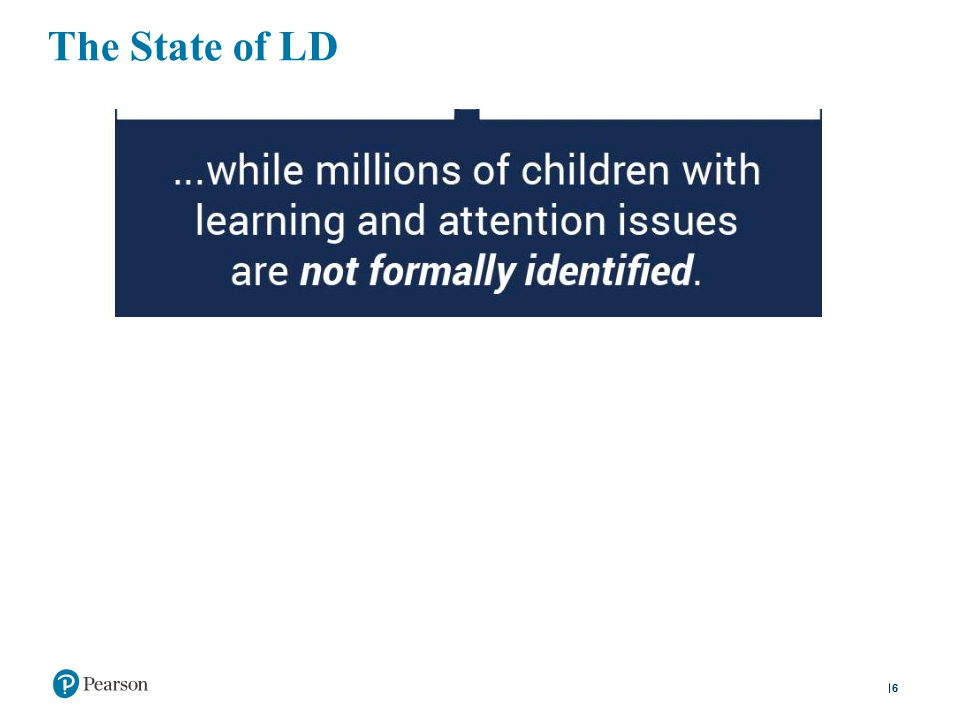 The State of LD
...while millions of children with
learning and attention issues
are not formally identified.
Pearson
|6